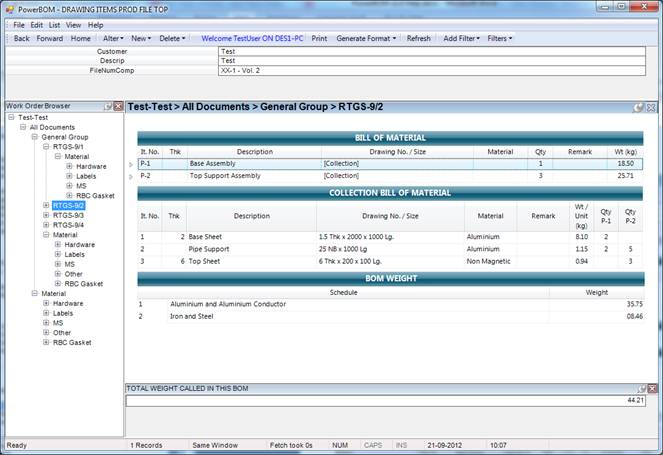 PowerBOM - DRAWING ITEMS PROD FILE TOP
File Edit List View Help
Back Forward Home Alter New Delete Welcome TestUser ON DES1-PC Print Generate Format Refresh Add Filter Filters
Customer Test
Descrip Test
FileNumComp XX-1 - Vol. 2
Work Order Browser
Test-Test
All Documents
General Group
RTGS-9/1
Material
Hardware
Labels
MS
RBC Gasket
RTGS-9/2
RTGS-9/3
RTGS-9/4
Material
Hardware
Labels
MS
Other
RBC Gasket
Material
Hardware
Labels
MS
Other
RBC Gasket
Test-Test > All Documents > General Group > RTGS-9/2
BILL OF MATERIAL
It. No. Thk Description Drawing No. / Size Material Qty Remark Wt (kg)
P-1 Base Assembly [Collection] 1 18.50
P-2 Top Support Assembly [Collection] 3 25.71
COLLECTION BILL OF MATERIAL
It. No. Thk Description Drawing No. / Size Material Remark Wt / Unit (kg) Qty P-1 Qty P-2
1 2 Base Sheet 1.5 Thk x 2000 x 1000 Lg. Aluminium 8.10 2
2 Pipe Support 25 NB x 1000 Lg Aluminium 1.15 2 5
3 6 Top Sheet 6 Thk x 200 x 100 Lg. Non Magnetic 0.94 3
BOM WEIGHT
Schedule Weight
1 Aluminium and Aluminium Conductor 35.75
2 Iron and Steel 08.46
TOTAL WEIGHT CALLED IN THIS BOM
44.21
Ready 1 Records Same Window Fetch took 0s NUM CAPS INS 21-09-2012 10:07